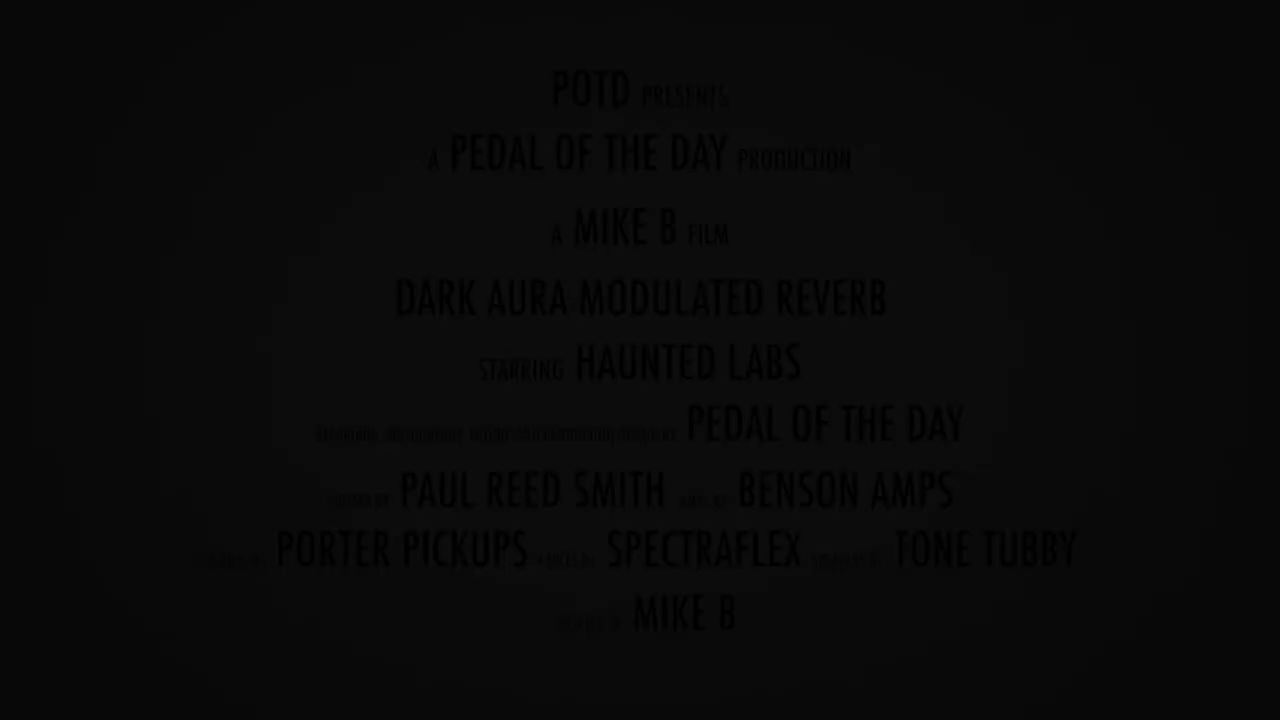 POTD PRESENTS
A PEDAL OF THE DAY PRODUCTION
A MIKE B FILM
DARK AURA MODULATED REVERB
STARRING HAUNTED LABS
PEDAL OF THE DAY
PAUL REED SMITH BENSON AMPS
PORTER PICKUPS SPECTRAFLEX TONE TUBBY
MIKE B